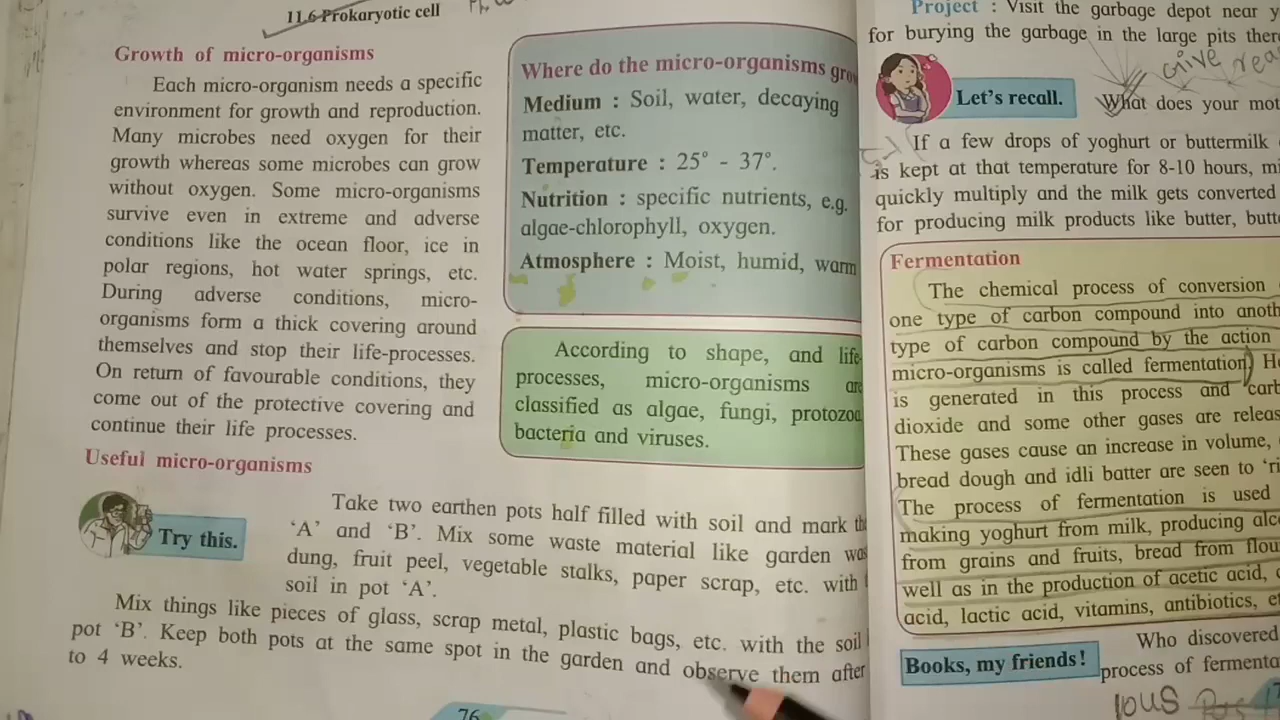 11.6 Prokaryotic cell
Growth of micro-organisms
Each micro-organism needs a specific
environment for growth and reproduction.
Many microbes need oxygen for their
growth whereas some microbes can grow
without oxygen. Some micro-organisms
survive even in extreme and adverse
conditions like the ocean floor, ice in
polar regions, hot water springs, etc.
During adverse conditions, micro-
organisms form a thick covering around
themselves and stop their life-processes.
On return of favourable conditions, they
come out of the protective covering and
continue their life processes.
Where do the micro-organisms
Medium : Soil, water, decaying
matter, etc.
Temperature : 25° - 37°.
Nutrition : specific nutrients, e.g.
algae-chlorophyll, oxygen.
Atmosphere : Moist, humid, warm
According to shape, and life-
processes, micro-organisms are
classified as algae, fungi, protozoa
bacteria and viruses.
Useful micro-organisms
Try this.
Take two earthen pots half filled with soil and mark
'A' and 'B'. Mix some waste material like garden
dung, fruit peel, vegetable stalks, paper scrap, etc. with
soil in pot 'A'.
Mix things like pieces of glass, scrap metal, plastic bags, etc. with the soil
pot 'B'. Keep both pots at the same spot in the garden and observe them after
to 4 weeks.
76
Project : Visit the garbage depot near
for burying the garbage in the large pits
Give
Let's recall.
What does your
If a few drops of yoghurt or buttermilk
is kept at that temperature for 8-10 hours,
quickly multiply and the milk gets converted
for producing milk products like butter,
Fermentation
The chemical process of conversion
one type of carbon compound into
type of carbon compound by the action
micro-organisms is called fermentation
is generated in this process and
dioxide and some other gases are
These gases cause an increase in volume,
bread dough and idli batter are seen to
The process of fermentation is used
making yoghurt from milk, producing
from grains and fruits, bread from
well as in the production of acetic acid,
acid, lactic acid, vitamins, antibiotics,
Books, my friends!
Who discovered
process of